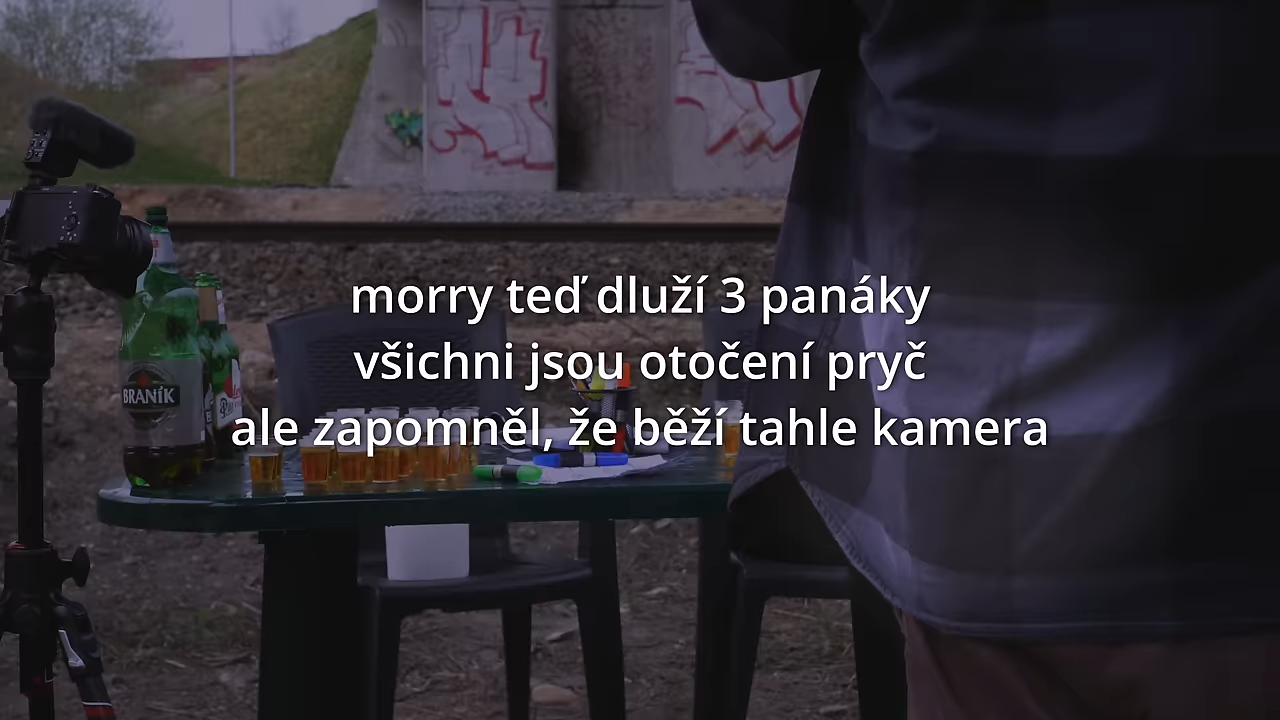 morry teď dluží 3 panáky
všichni jsou otočení pryč
ale zapomněl, že běží tahle kamera
BRANÍK